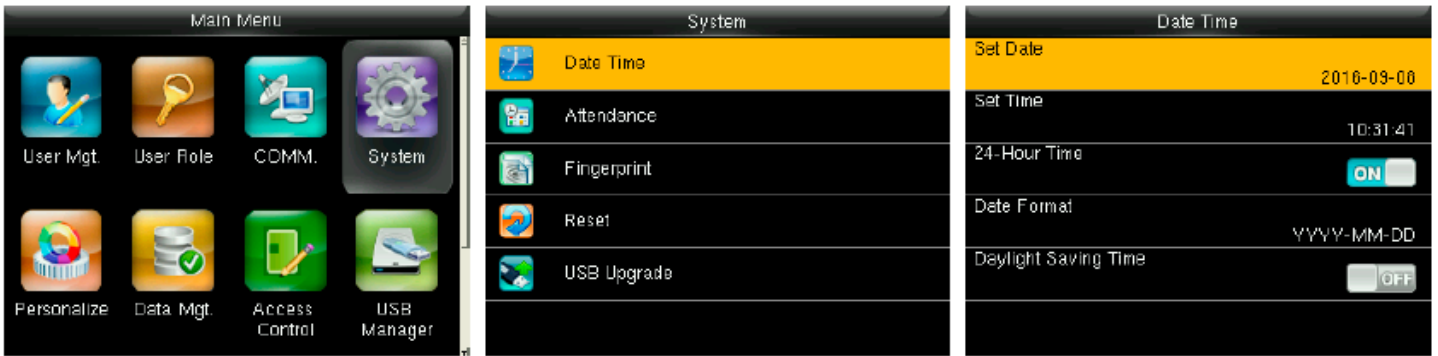 Main Menu
User Mgt.
User Role
COMM.
System
Personalize
Data Mgt.
Access
Control
USB
Manager
System
Date Time
Attendance
Fingerprint
Reset
USB Upgrade
Date Time
Set Date
2016-09-06
Set Time
10:31:41
24-Hour Time
ON
Date Format
YYYY-MM-DD
Daylight Saving Time
OFF